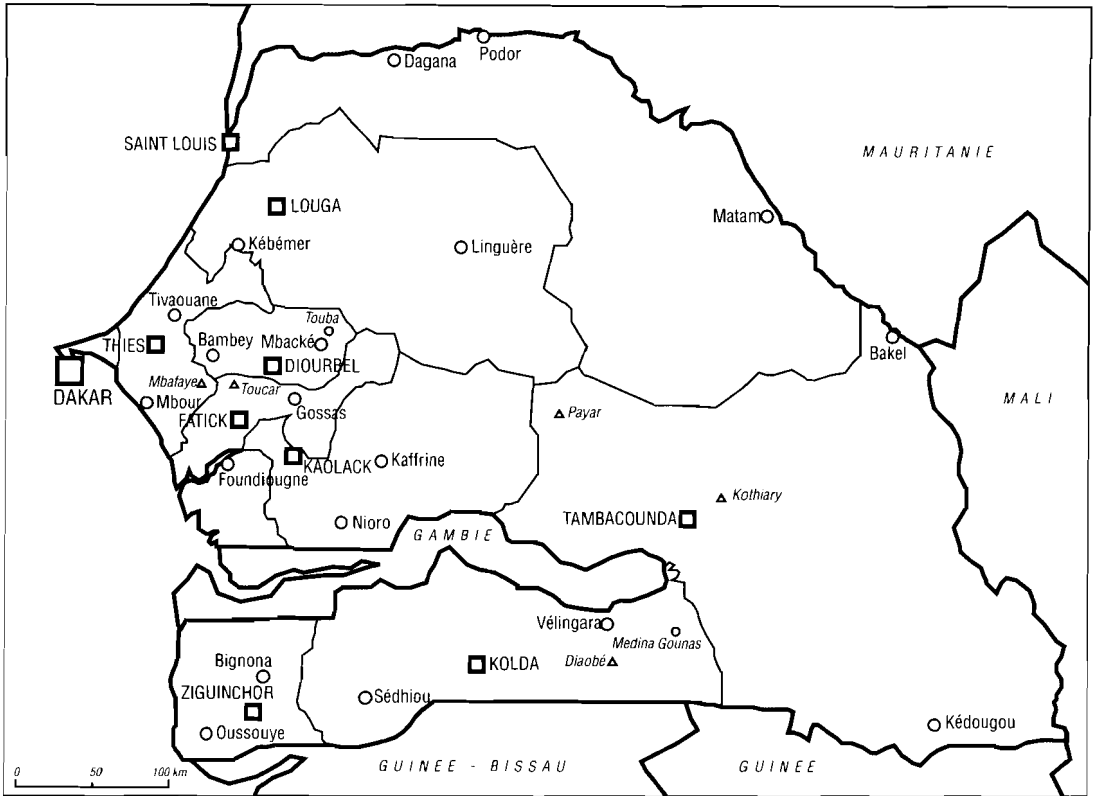 Podor
Dagana
SAINT LOUIS
MAURITANIE
LOUGA
Matam
Kébémer
Linguère
Tivaouane
Touba
Bambey
Mbacké
THIES
Bakel
DIOURBEL
DAKAR
Mbafaye
Toucar
MALI
Mbour
Gossas
Payar
FATICK
Kaffrine
KAOLACK
Foundiougne
Kothiary
TAMBACOUNDA
Nioro
GAMBIE
Vélingara
Medina Gounas
Bignona
KOLDA
Diaobé
ZIGUINCHOR
Sédhiou
Oussouye
Kédougou
GUINEE - BISSAU
GUINEE
0 50 100 km